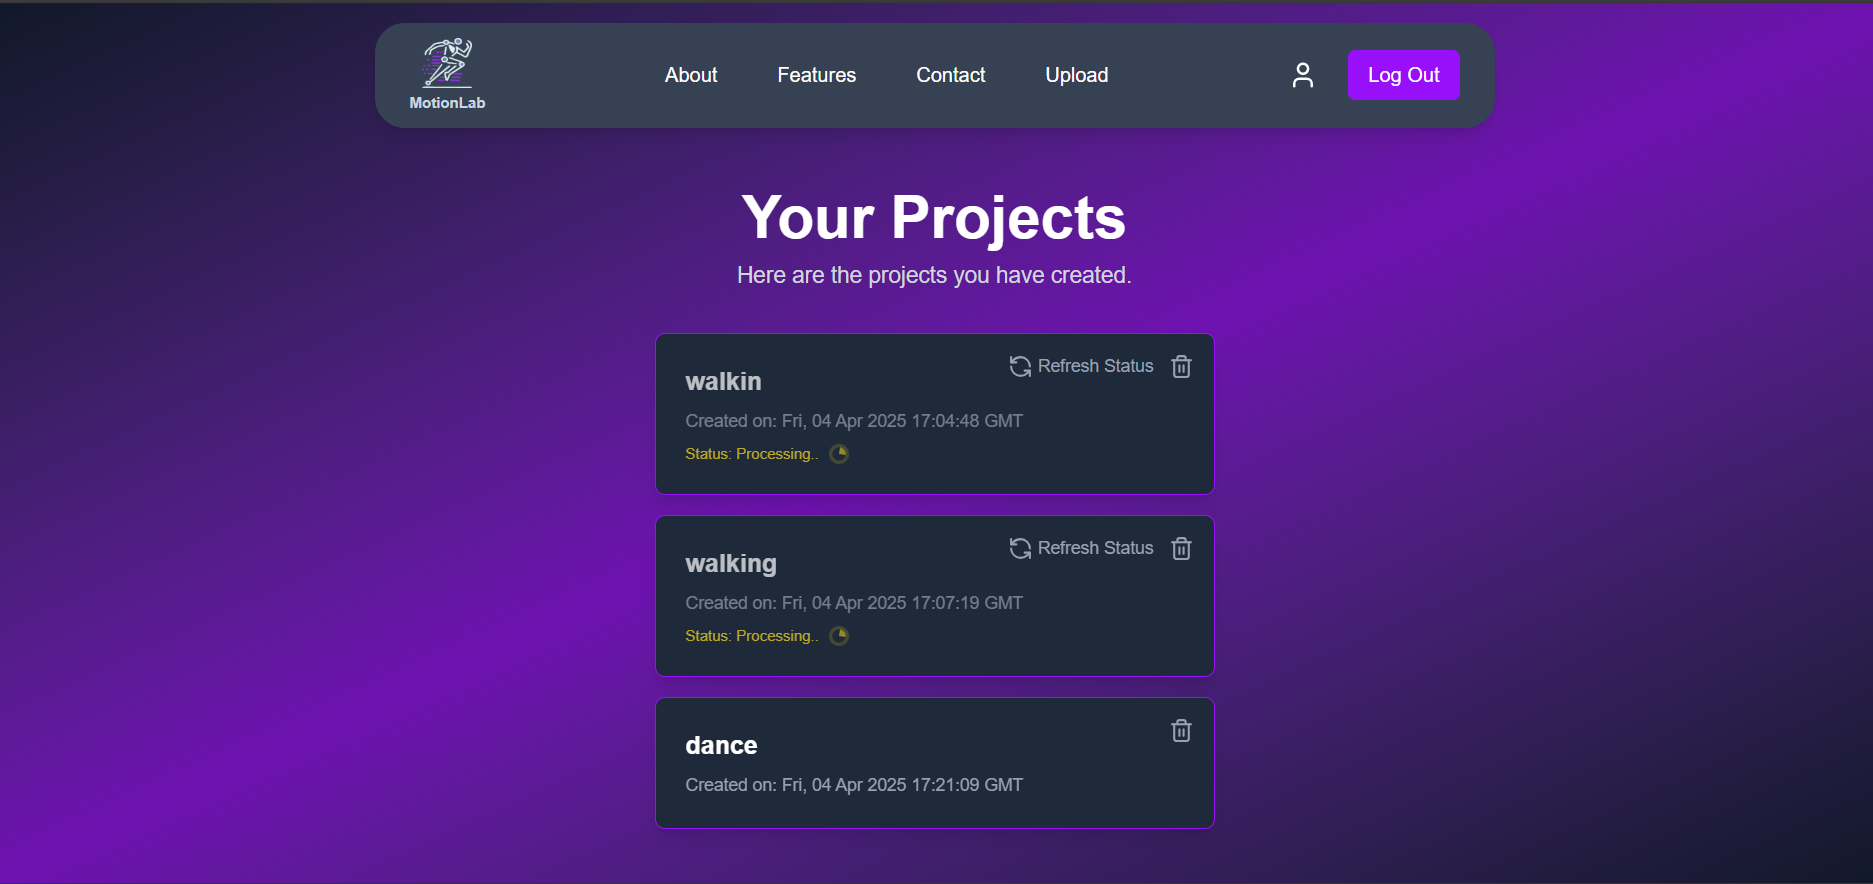 MotionLab
About
Features
Contact
Upload
Log Out
Your Projects
Here are the projects you have created.
walkin
Refresh Status
Created on: Fri, 04 Apr 2025 17:04:48 GMT
Status: Processing..
walking
Refresh Status
Created on: Fri, 04 Apr 2025 17:07:19 GMT
Status: Processing..
dance
Created on: Fri, 04 Apr 2025 17:21:09 GMT